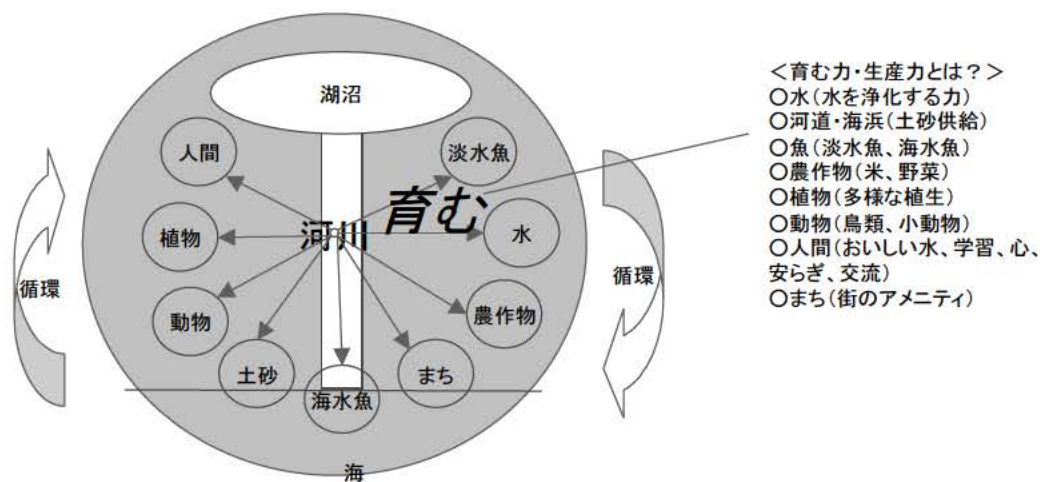 湖沼
人間
淡水魚
育む
植物
河川
水
循環
循環
動物
農作物
土砂
まち
海水魚
海
＜育む力・生産力とは？＞
○水（水を浄化する力）
○河道・海浜（土砂供給）
○魚（淡水魚、海水魚）
○農作物（米、野菜）
○植物（多様な植生）
○動物（鳥類、小動物）
○人間（おいしい水、学習、心、
安らぎ、交流）
○まち（街のアメニティ）